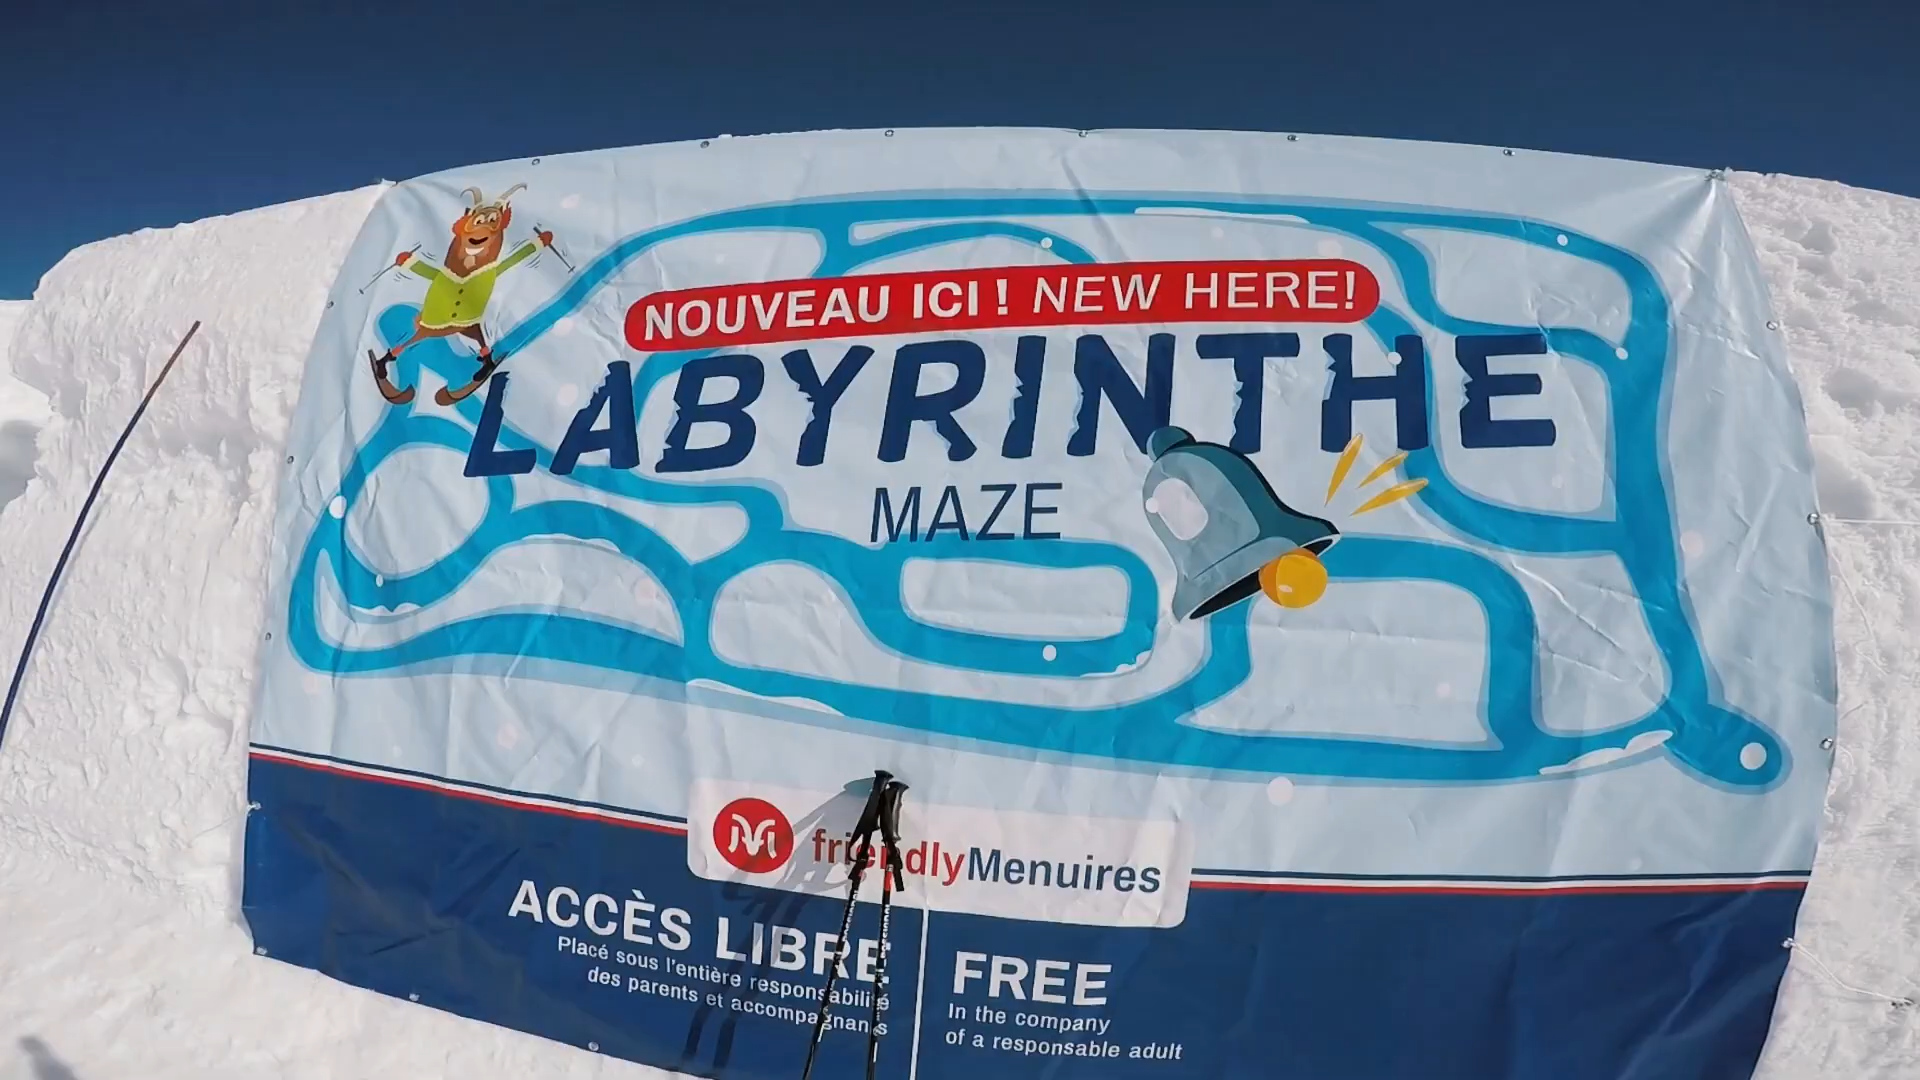 NOUVEAU ICI ! NEW HERE!
LABYRINTHE
MAZE
friendlyMenuires
ACCÈS LIBRE
Placé sous l'entière responsabilité
des parents et accompagnants
FREE
In the company
of a responsable adult